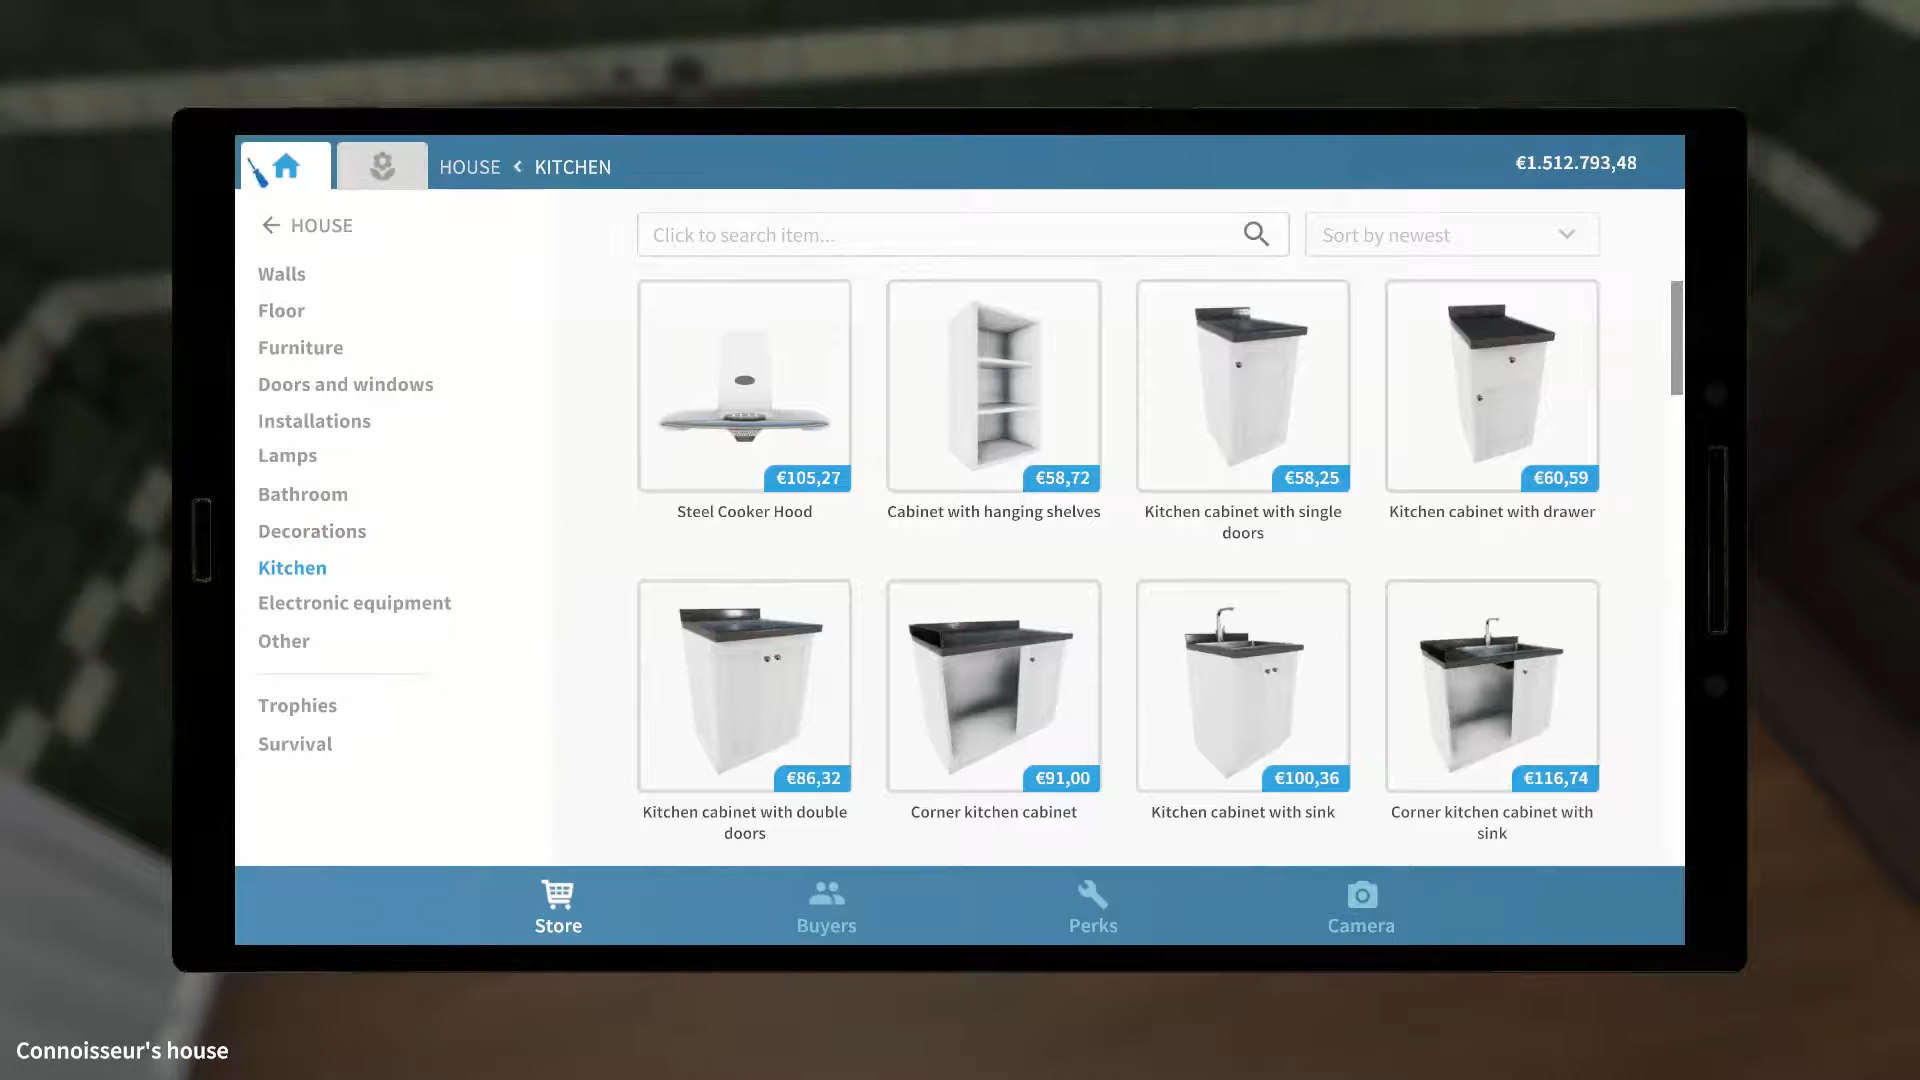 HOUSE < KITCHEN
€1.512.793,48
← HOUSE
Click to search item...
Sort by newest
Walls
Floor
Furniture
Doors and windows
Installations
Lamps
Bathroom
Decorations
Kitchen
Electronic equipment
Other
Trophies
Survival
€105,27
€58,72
€58,25
€60,59
Steel Cooker Hood
Cabinet with hanging shelves
Kitchen cabinet with single
doors
Kitchen cabinet with drawer
€86,32
€91,00
€100,36
€116,74
Kitchen cabinet with double
doors
Corner kitchen cabinet
Kitchen cabinet with sink
Corner kitchen cabinet with
sink
Store
Buyers
Perks
Camera
Connoisseur's house